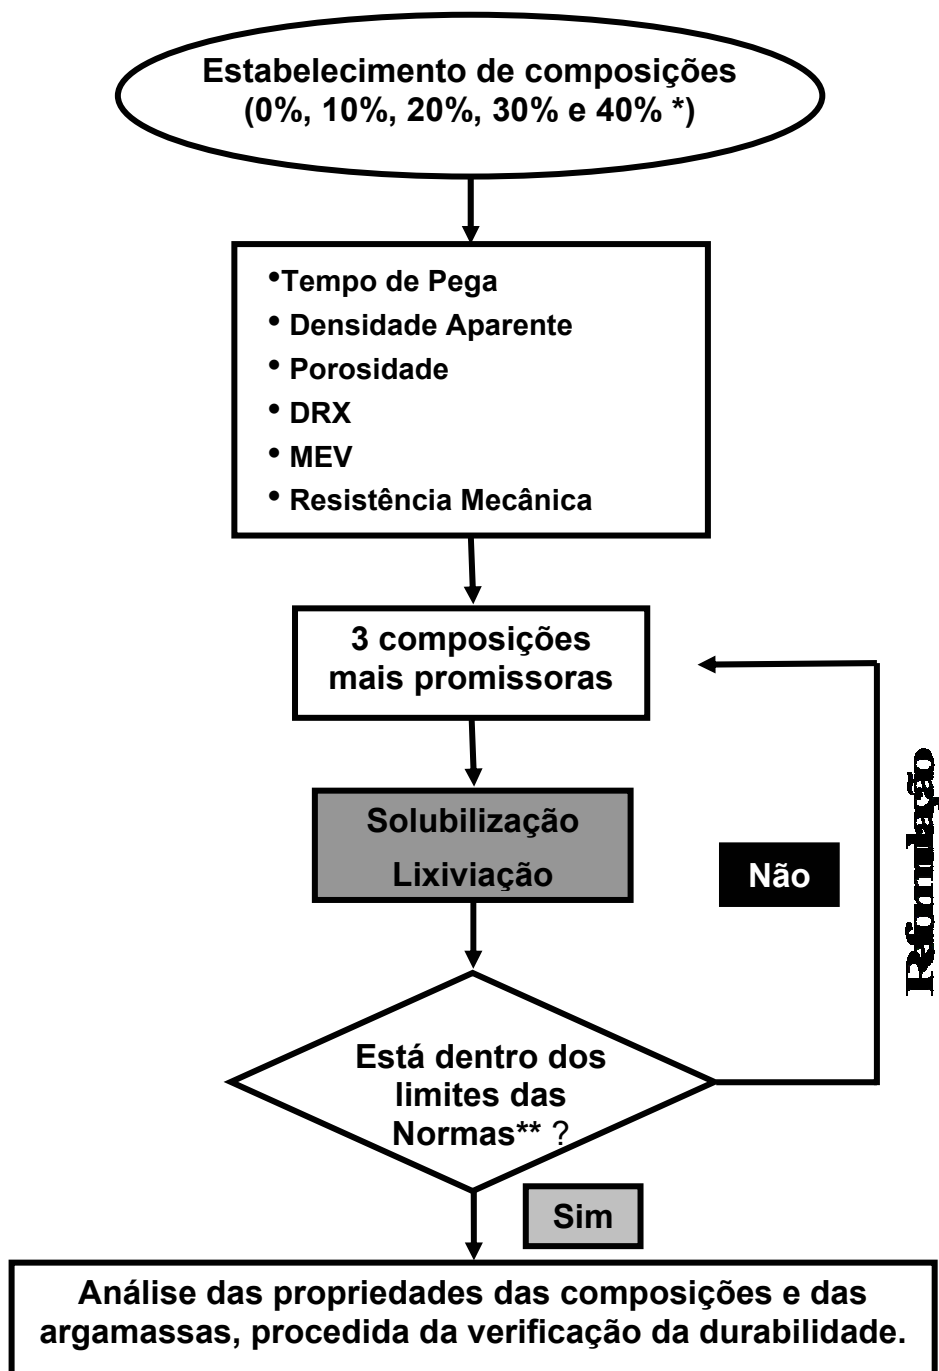 Estabelecimento de composições
(0%, 10%, 20%, 30% e 40% *)
•Tempo de Pega
• Densidade Aparente
• Porosidade
• DRX
• MEV
• Resistência Mecânica
3 composições
mais promissoras
Solubilização
Lixiviação
Não
Reformulação
Está dentro dos
limites das
Normas** ?
Sim
Análise das propriedades das composições e das
argamassas, procedida da verificação da durabilidade.